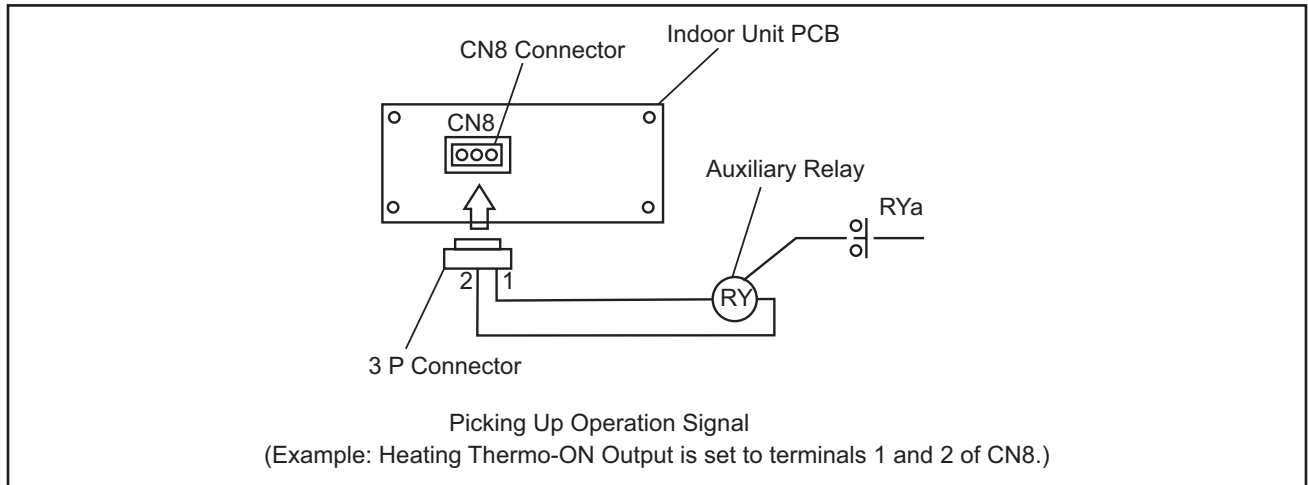 Indoor Unit PCB
CN8 Connector
CN8
Auxiliary Relay
RYa
2 1
RY
3 P Connector
Picking Up Operation Signal
(Example: Heating Thermo-ON Output is set to terminals 1 and 2 of CN8.)